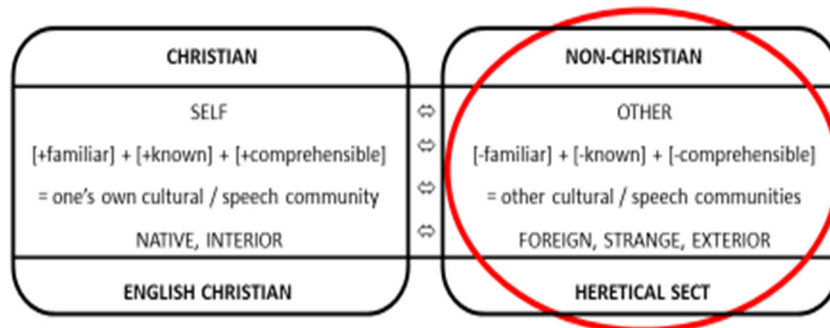 CHRISTIAN
SELF
[+familiar] + [+known] + [+comprehensible]
= one's own cultural / speech community
NATIVE, INTERIOR
ENGLISH CHRISTIAN
⇔
⇔
⇔
⇔
NON-CHRISTIAN
OTHER
[-familiar] + [-known] + [-comprehensible]
= other cultural / speech communities
FOREIGN, STRANGE, EXTERIOR
HERETICAL SECT